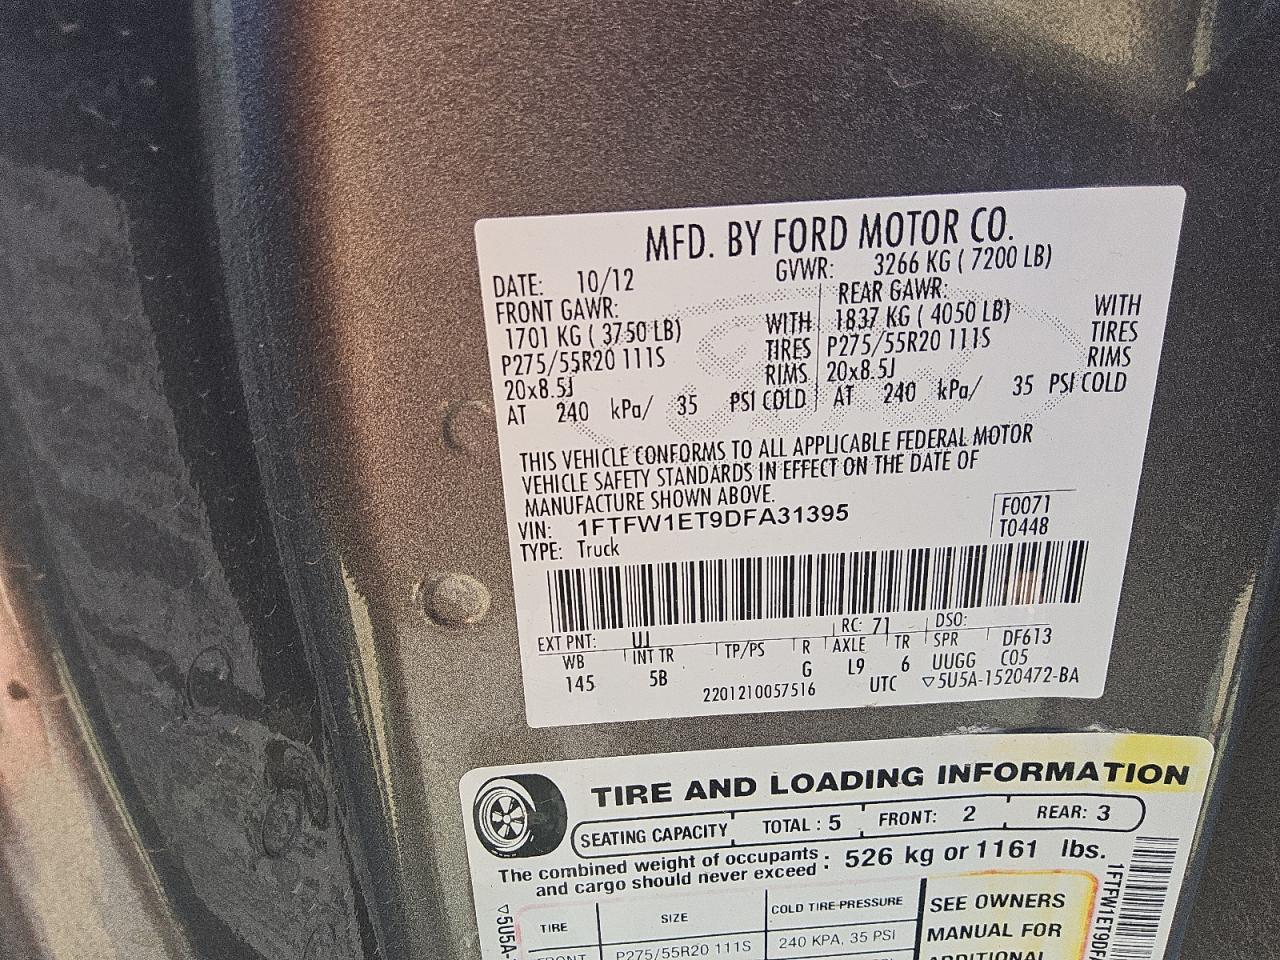 MFD. BY FORD MOTOR CO.
DATE: 10/12 GVWR: 3266 KG ( 7200 LB)
FRONT GAWR: REAR GAWR:
1701 KG ( 3750 LB) WITH 1837 KG ( 4050 LB) WITH
P275/55R20 111S TIRES P275/55R20 111S TIRES
20x8.5J RIMS 20x8.5J RIMS
AT 240 kPa/ 35 PSI COLD AT 240 kPa/ 35 PSI COLD
THIS VEHICLE CONFORMS TO ALL APPLICABLE FEDERAL MOTOR
VEHICLE SAFETY STANDARDS IN EFFECT ON THE DATE OF
MANUFACTURE SHOWN ABOVE.
VIN: 1FTFW1ET9DFA31395 F0071
TYPE: Truck T0448
EXT PNT: UJ RC: 71 DSO:
WB INT TR TP/PS R AXLE TR SPR DF613
145 5B G L9 6 UUGG C05
2201210057516 UTC ▽5U5A-1520472-BA
TIRE AND LOADING INFORMATION
SEATING CAPACITY TOTAL : 5 FRONT: 2 REAR: 3
The combined weight of occupants : 526 kg or 1161 lbs.
and cargo should never exceed
TIRE SIZE COLD TIRE PRESSURE SEE OWNERS
FRONT P275/55R20 111S 240 KPA, 35 PSI MANUAL FOR
ADDITIONAL
▽5U5A-
1FTFW1ET9DF